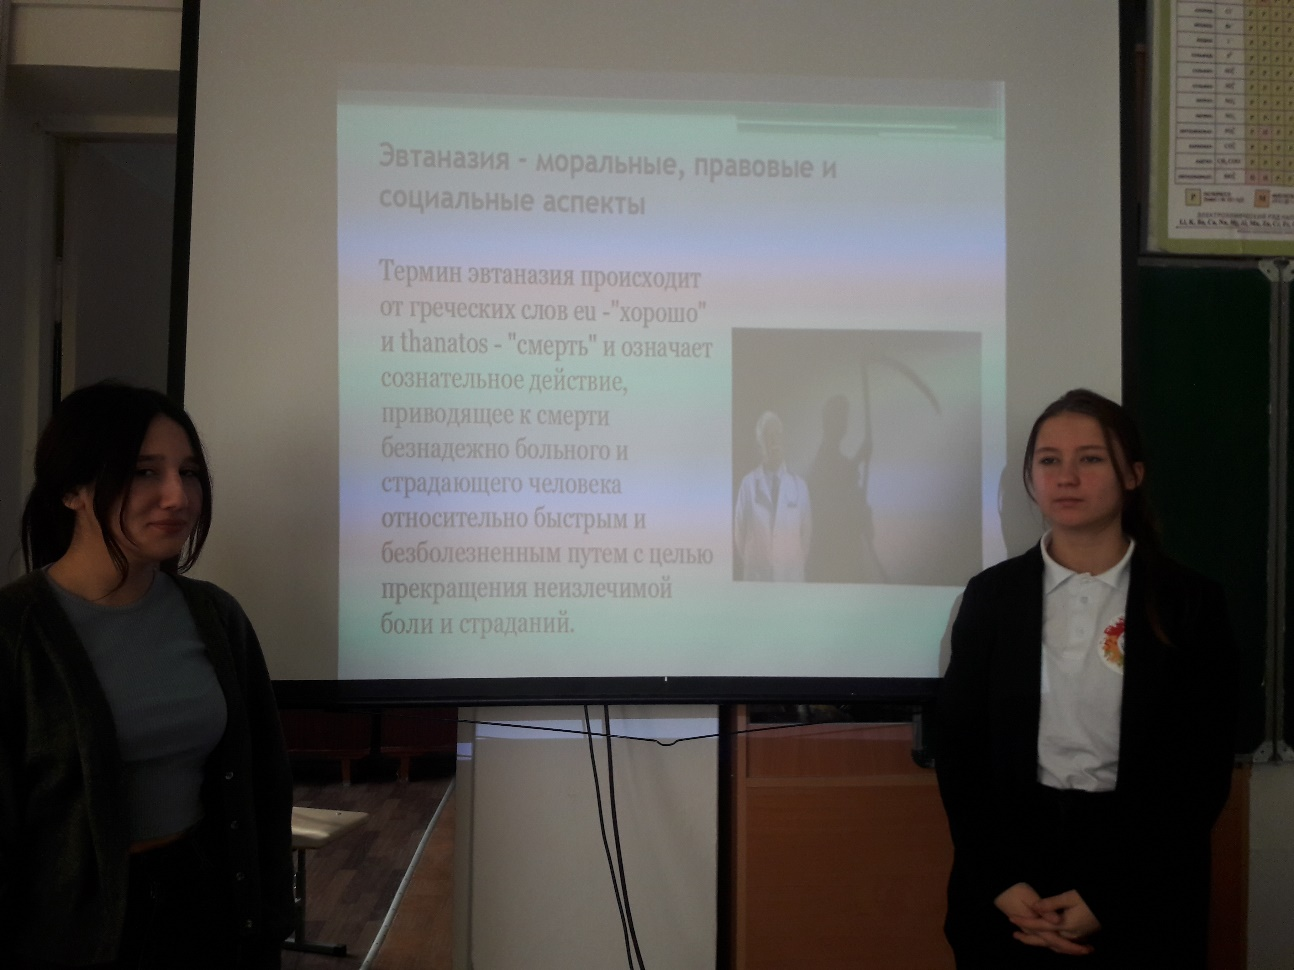 Эвтаназия - моральные, правовые и
социальные аспекты
Термин эвтаназия происходит
от греческих слов eu -"хорошо"
и thanatos - "смерть" и означает
сознательное действие,
приводящее к смерти
безнадежно больного и
страдающего человека
относительно быстрым и
безболезненным путем с целью
прекращения неизлечимой
боли и страданий.